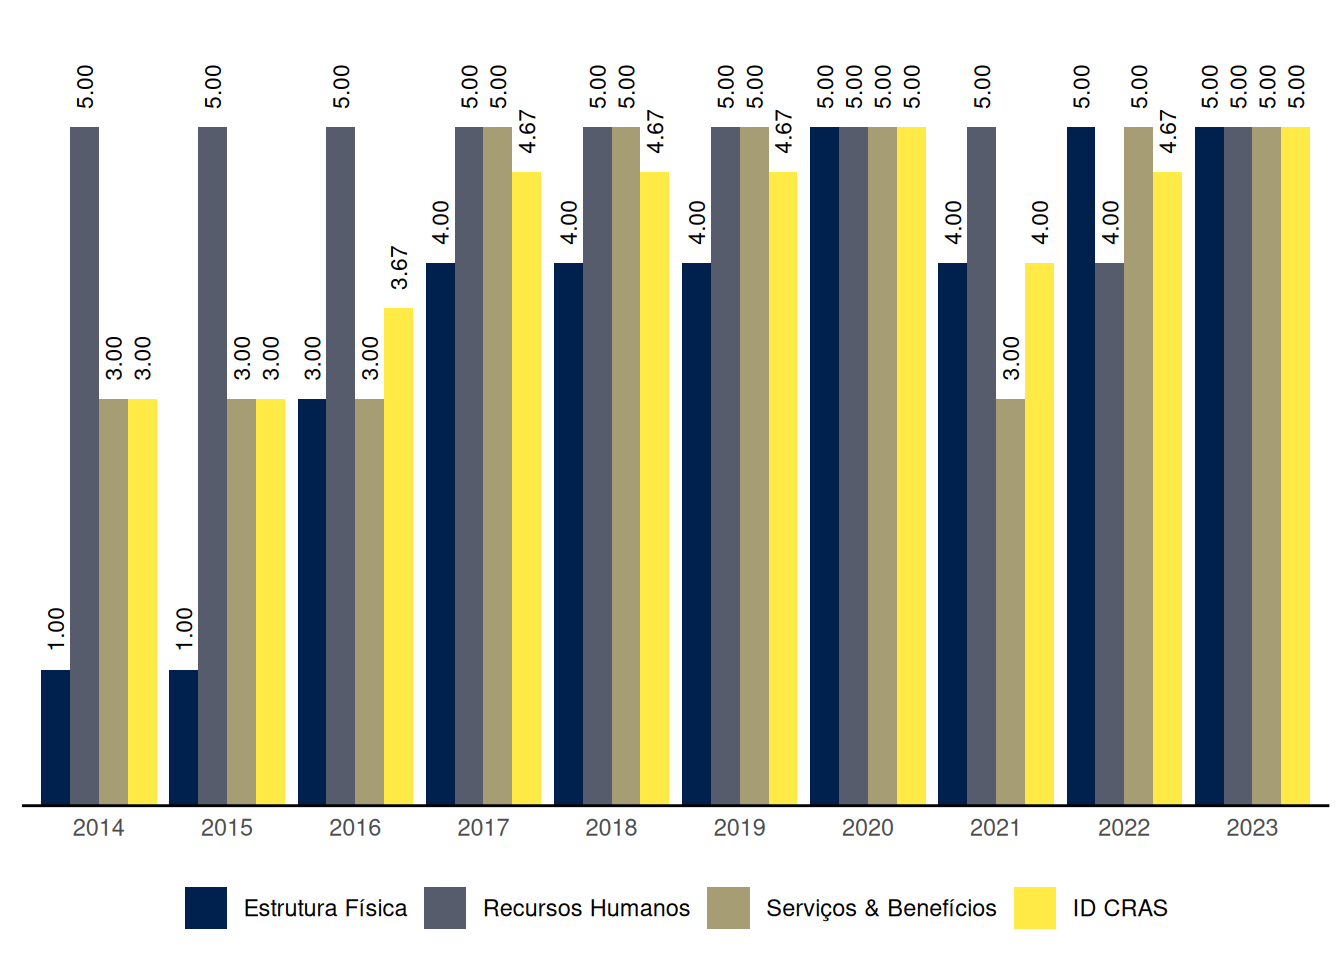 5.00 5.00 5.00 5.00 5.00 5.00 5.00 5.00 5.00 5.00 5.00 5.00 5.00 5.00 5.00 5.00 5.00 5.00 5.00 5.00
4.67 4.67 4.67 4.67
4.00 4.00 4.00 4.00 4.00 4.00
3.67
3.00 3.00 3.00 3.00 3.00 3.00 3.00
1.00 1.00
2014 2015 2016 2017 2018 2019 2020 2021 2022 2023
Estrutura Física Recursos Humanos Serviços & Benefícios ID CRAS